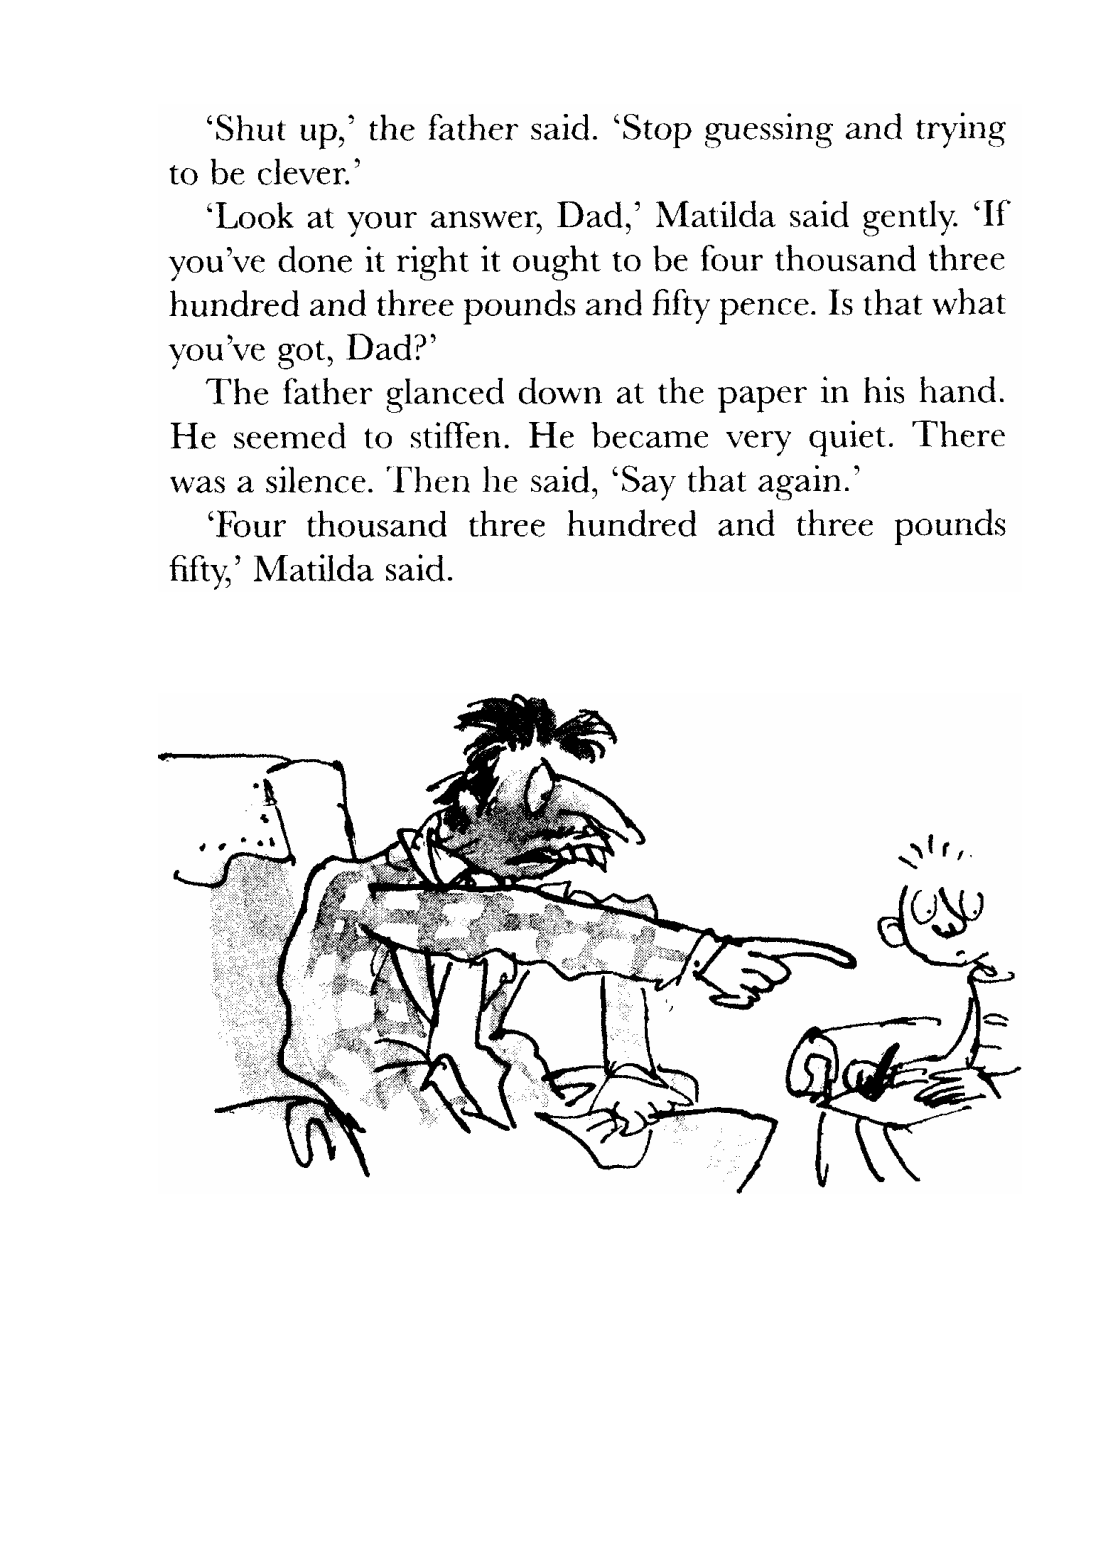 ‘Shut up,’ the father said. ‘Stop guessing and trying
to be clever.’
‘Look at your answer, Dad,’ Matilda said gently. ‘If
you’ve done it right it ought to be four thousand three
hundred and three pounds and fifty pence. Is that what
you’ve got, Dad?’
The father glanced down at the paper in his hand.
He seemed to stiffen. He became very quiet. There
was a silence. Then he said, ‘Say that again.’
‘Four thousand three hundred and three pounds
fifty,’ Matilda said.